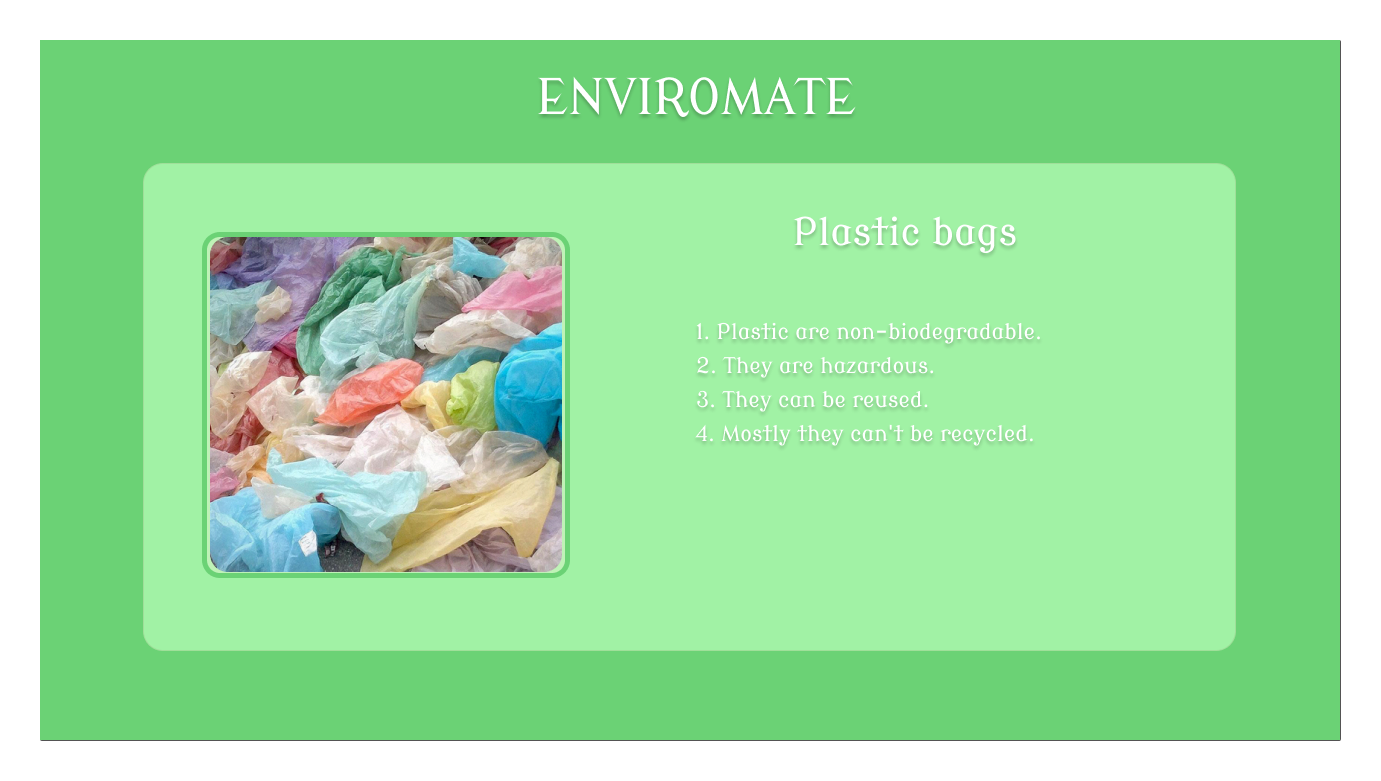 ENVIROMATE
Plastic bags
1. Plastic are non-biodegradable.
2. They are hazardous.
3. They can be reused.
4. Mostly they can't be recycled.